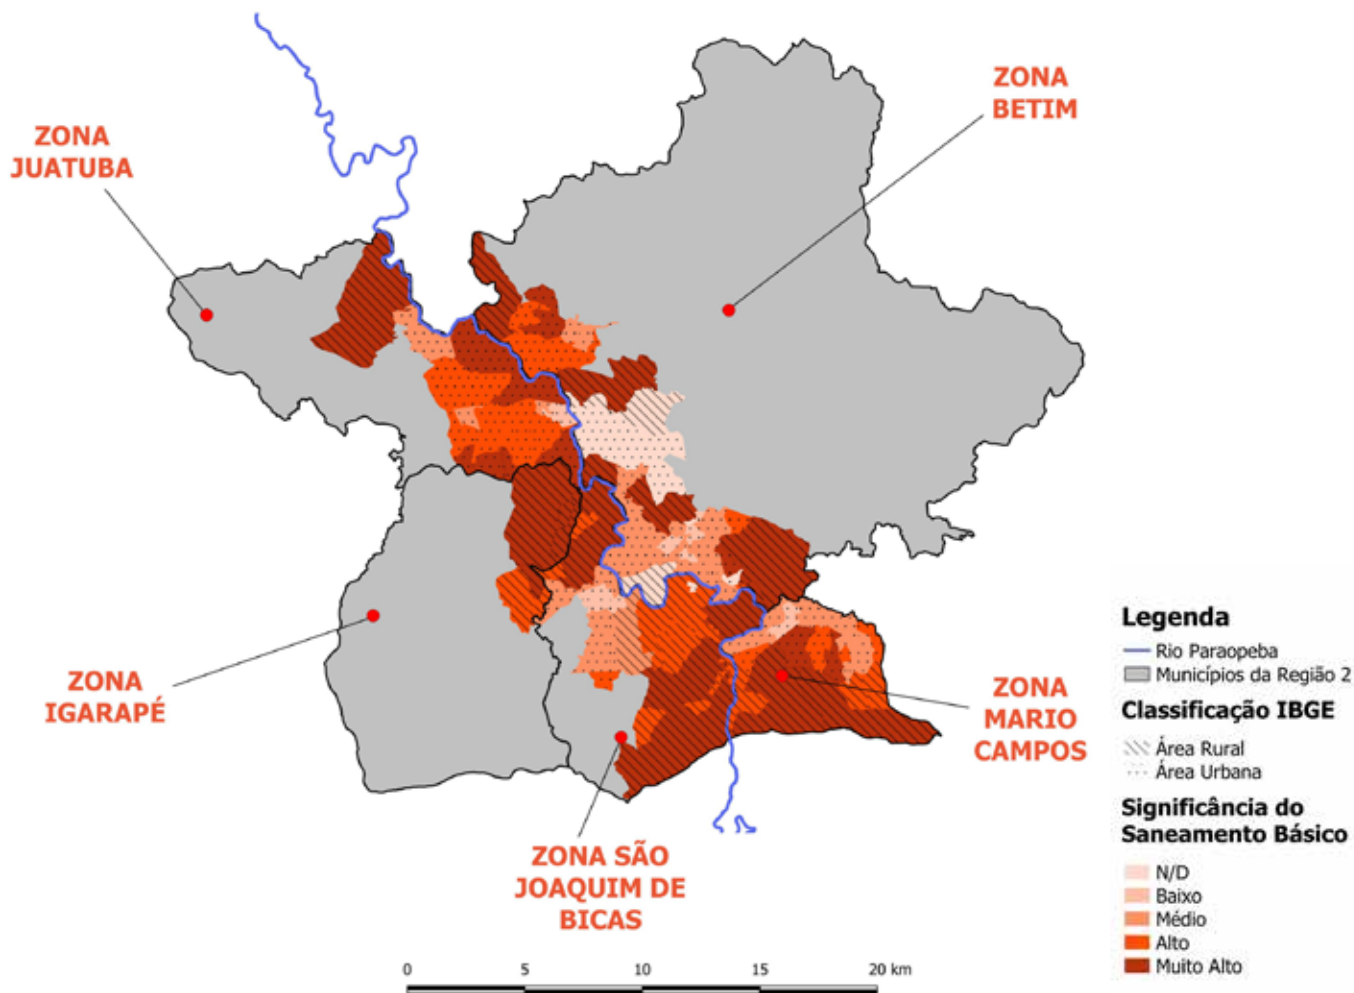 ZONA
BETIM
ZONA
JUATUBA
ZONA
IGARAPÉ
ZONA
MARIO
CAMPOS
ZONA SÃO
JOAQUIM DE
BICAS
Legenda
Rio Paraopeba
Municípios da Região 2
Classificação IBGE
Área Rural
Área Urbana
Significância do
Saneamento Básico
N/D
Baixo
Médio
Alto
Muito Alto
0 5 10 15 20 km